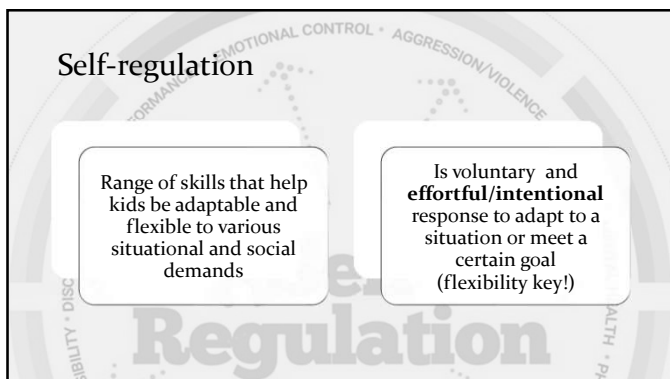 Self-regulation
EMOTIONAL CONTROL • AGGRESSION/VIOLENCE
Range of skills that help
kids be adaptable and
flexible to various
situational and social
demands
Is voluntary and
effortful/intentional
response to adapt to a
situation or meet a
certain goal
(flexibility key!)
Regulation